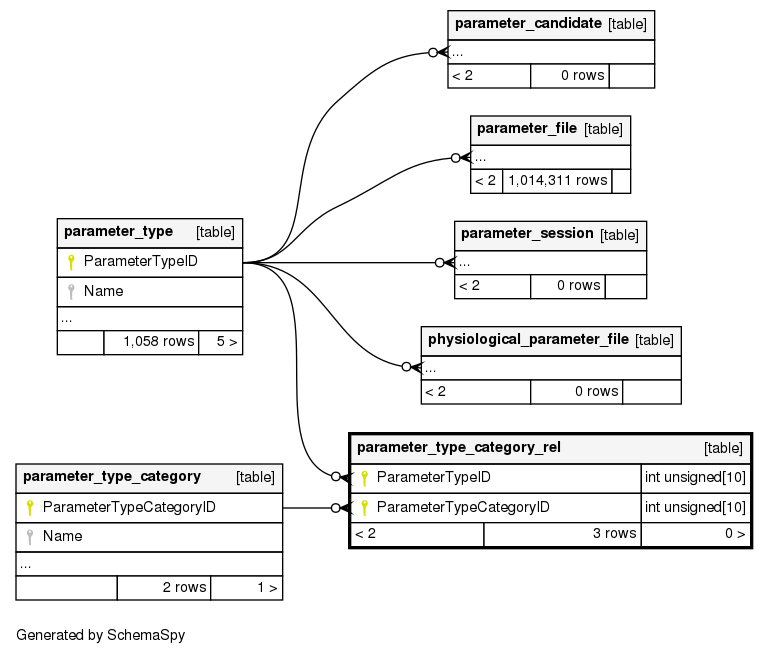 parameter_candidate [table]
...
< 2 0 rows
parameter_file [table]
...
< 2 1,014,311 rows
parameter_session [table]
...
< 2 0 rows
parameter_type [table]
ParameterTypeID
Name
...
1,058 rows 5 >
physiological_parameter_file [table]
...
< 2 0 rows
parameter_type_category_rel [table]
ParameterTypeID int unsigned[10]
ParameterTypeCategoryID int unsigned[10]
< 2 3 rows 0 >
parameter_type_category [table]
ParameterTypeCategoryID
Name
...
2 rows 1 >
Generated by SchemaSpy